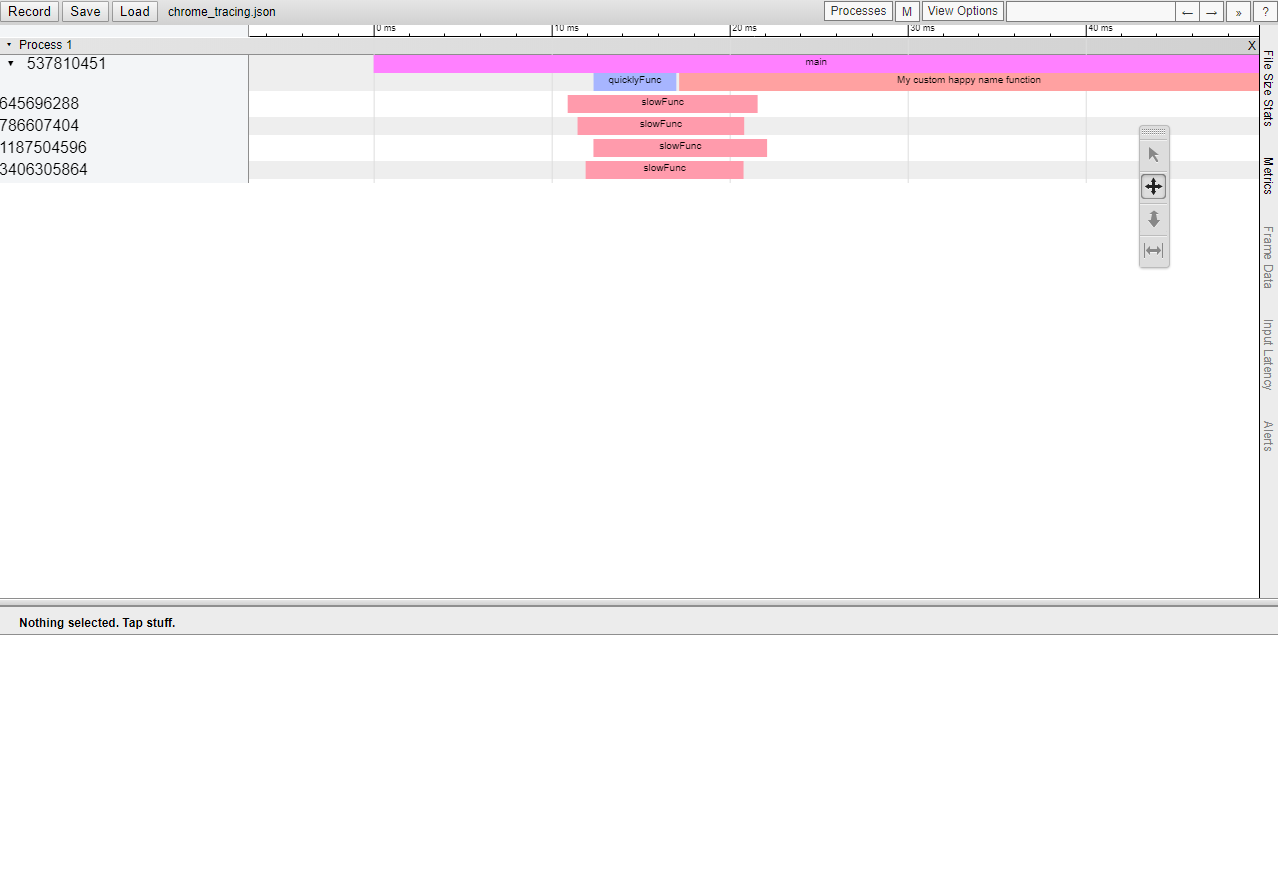 Record Save Load chrome_tracing.json Processes M View Options ← → » ?
0 ms 10 ms 20 ms 30 ms 40 ms
Process 1 X
537810451 main
quicklyFunc My custom happy name function
645696288 slowFunc
786607404 slowFunc
1187504596 slowFunc
3406305864 slowFunc
File Size Stats
Metrics
Frame Data
Input Latency
Alerts
Nothing selected. Tap stuff.